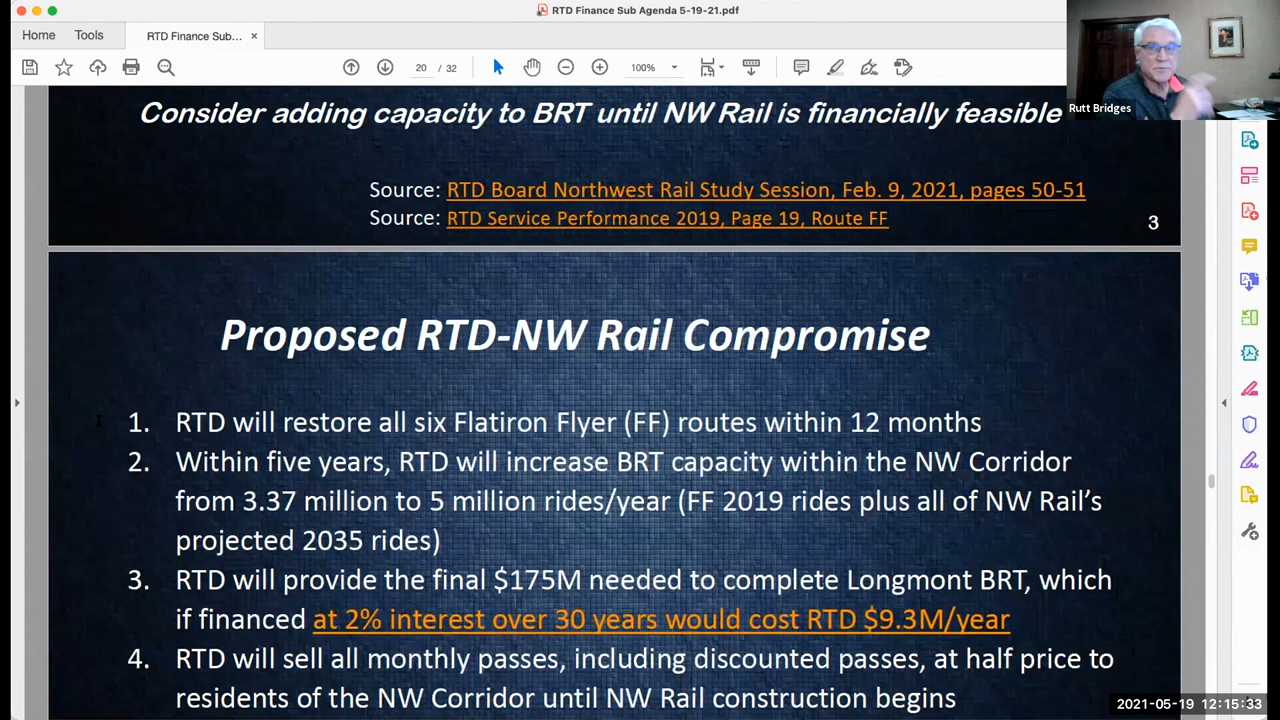 RTD Finance Sub Agenda 5-19-21.pdf
Home Tools RTD Finance Sub... ×
20 / 32 100%
Rutt Bridges
Consider adding capacity to BRT until NW Rail is financially feasible
Source: RTD Board Northwest Rail Study Session, Feb. 9, 2021, pages 50-51
Source: RTD Service Performance 2019, Page 19, Route FF
3
Proposed RTD-NW Rail Compromise
1. RTD will restore all six Flatiron Flyer (FF) routes within 12 months
2. Within five years, RTD will increase BRT capacity within the NW Corridor
from 3.37 million to 5 million rides/year (FF 2019 rides plus all of NW Rail’s
projected 2035 rides)
3. RTD will provide the final $175M needed to complete Longmont BRT, which
if financed at 2% interest over 30 years would cost RTD $9.3M/year
4. RTD will sell all monthly passes, including discounted passes, at half price to
residents of the NW Corridor until NW Rail construction begins
2021-05-19 12:15:33